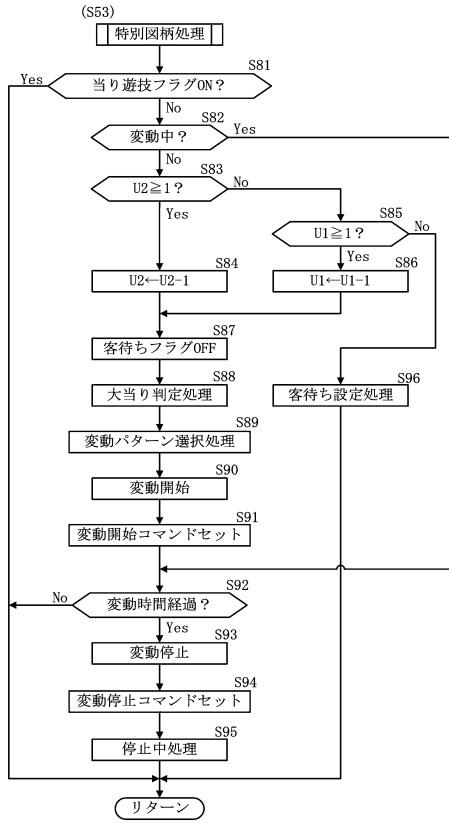 (S53)
特別図柄処理
S81
当り遊技フラグON？
Yes
No
S82
変動中？
Yes
No
S83
U2≧1？
No
Yes
S85
U1≧1？
No
Yes
S84
U2←U2-1
S86
U1←U1-1
S87
客待ちフラグOFF
S88
大当り判定処理
S96
客待ち設定処理
S89
変動パターン選択処理
S90
変動開始
S91
変動開始コマンドセット
S92
変動時間経過？
No
Yes
S93
変動停止
S94
変動停止コマンドセット
S95
停止中処理
リターン